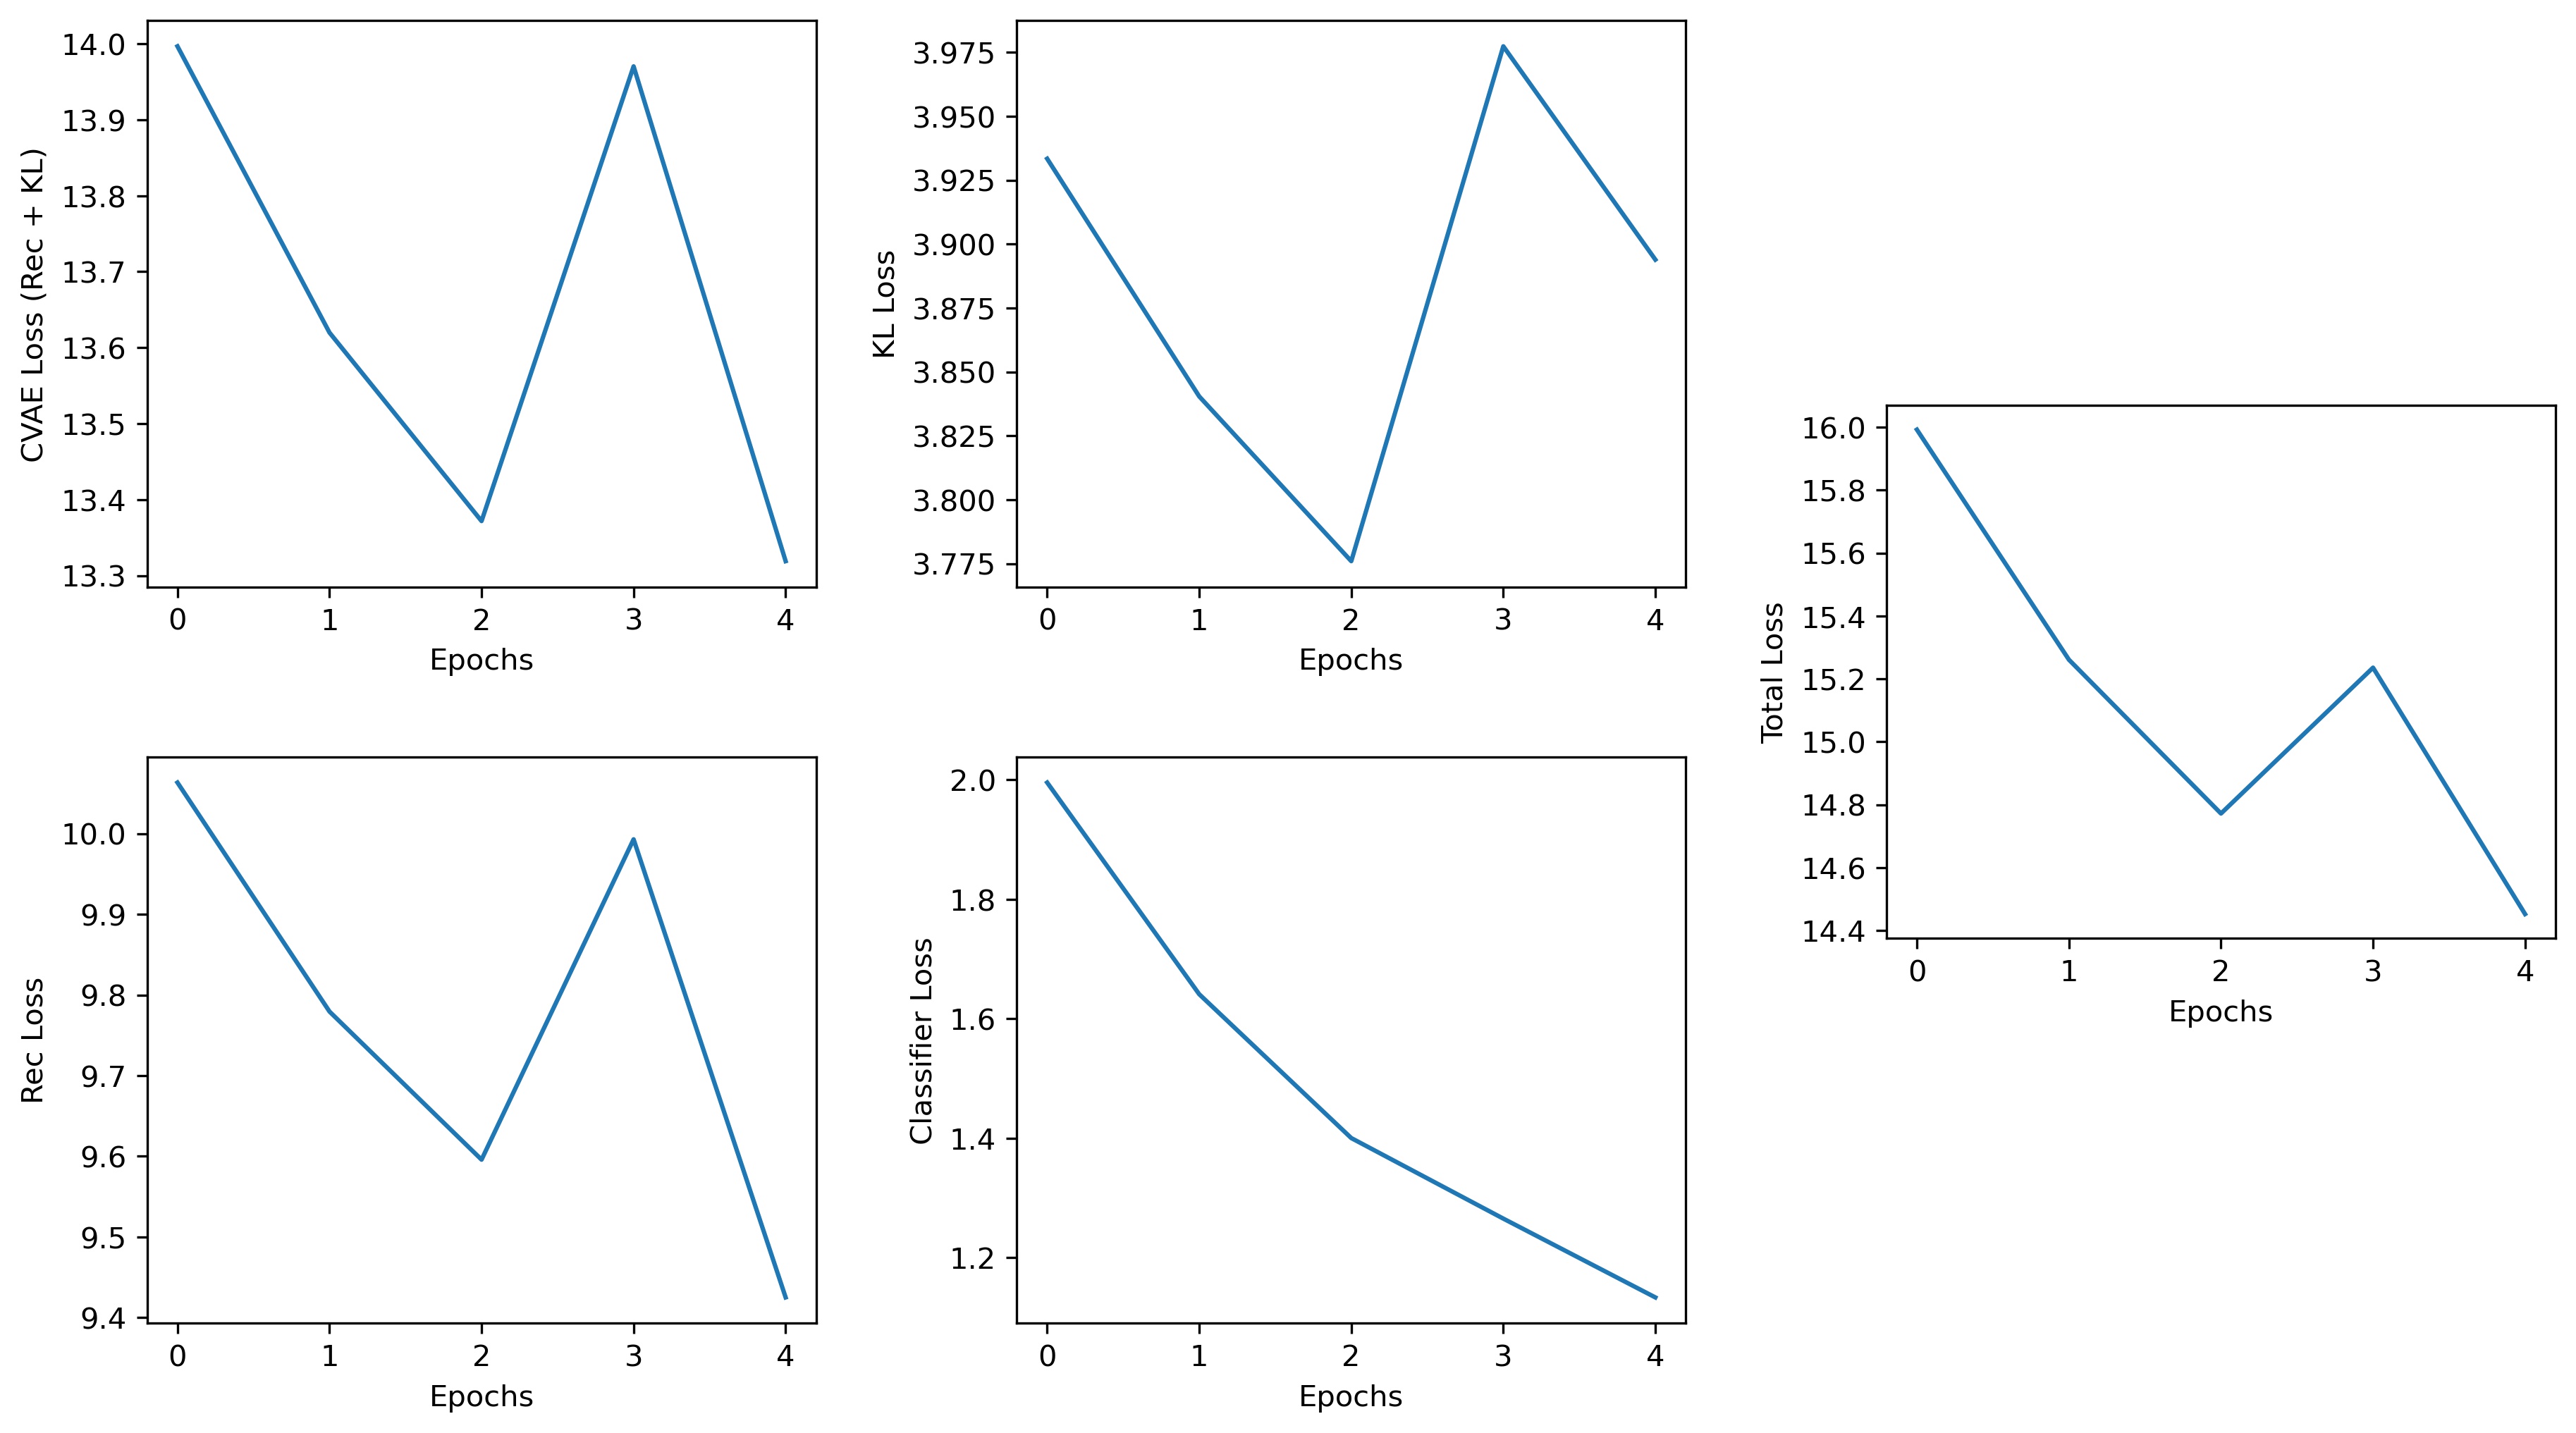 CVAE Loss (Rec + KL)
14.0
13.9
13.8
13.7
13.6
13.5
13.4
13.3
0 1 2 3 4
Epochs
KL Loss
3.975
3.950
3.925
3.900
3.875
3.850
3.825
3.800
3.775
0 1 2 3 4
Epochs
Total Loss
16.0
15.8
15.6
15.4
15.2
15.0
14.8
14.6
14.4
0 1 2 3 4
Epochs
Rec Loss
10.0
9.9
9.8
9.7
9.6
9.5
9.4
0 1 2 3 4
Epochs
Classifier Loss
2.0
1.8
1.6
1.4
1.2
0 1 2 3 4
Epochs